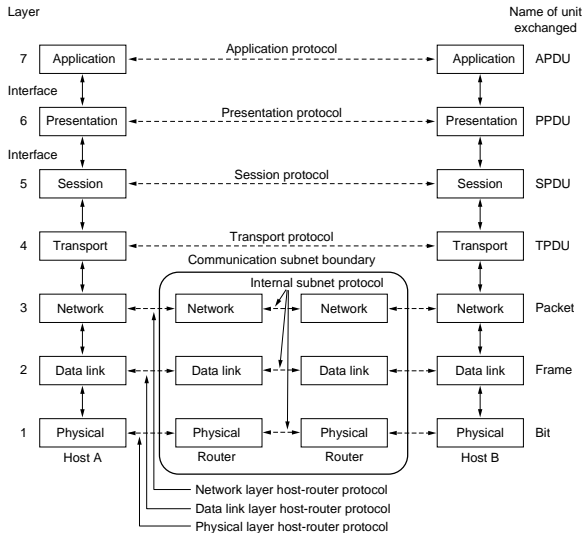 Layer
Name of unit
exchanged
7 Application Application protocol Application APDU
Interface
6 Presentation Presentation protocol Presentation PPDU
Interface
5 Session Session protocol Session SPDU
4 Transport Transport protocol Transport TPDU
Communication subnet boundary
Internal subnet protocol
3 Network Network Network Network Packet
2 Data link Data link Data link Data link Frame
1 Physical Physical Physical Physical Bit
Host A Router Router Host B
Network layer host-router protocol
Data link layer host-router protocol
Physical layer host-router protocol